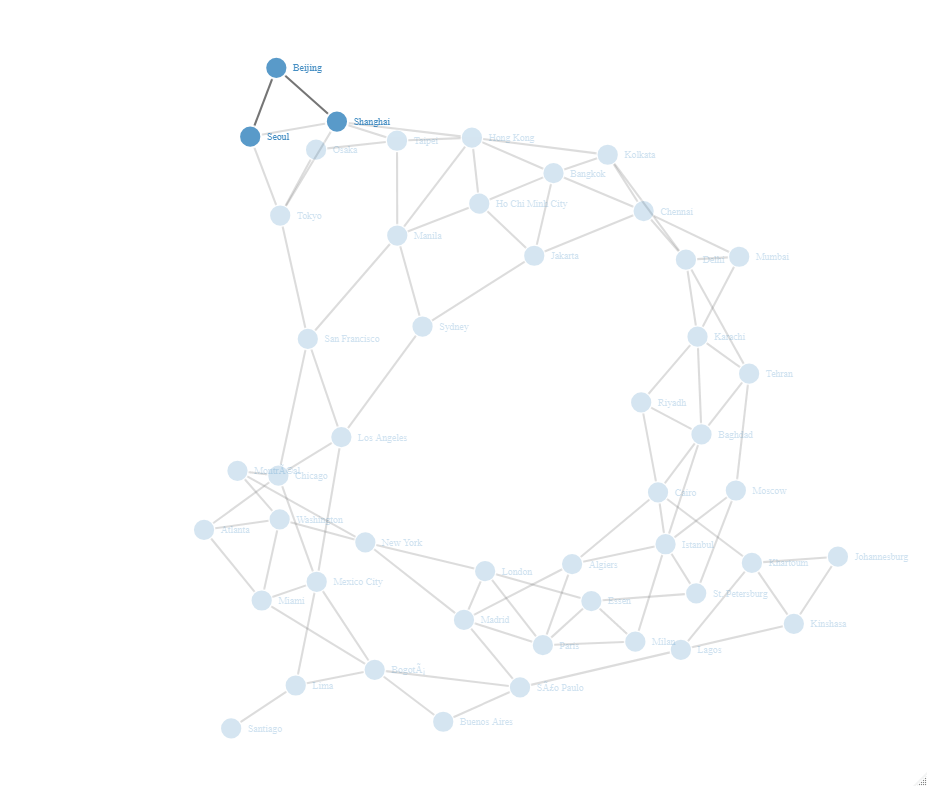 Beijing
Shanghai
Seoul
Osaka
Taipei
Hong Kong
Kolkata
Bangkok
Ho Chi Minh City
Chennai
Tokyo
Manila
Jakarta
Delhi
Mumbai
Sydney
San Francisco
Karachi
Tehran
Riyadh
Baghdad
Los Angeles
MontrÃ©al
Chicago
Cairo
Moscow
Atlanta
Washington
New York
Istanbul
Johannesburg
Khartoum
Algiers
London
Mexico City
Miami
Essen
St. Petersburg
Madrid
Kinshasa
Paris
Milan
Lagos
BogotÃ¡
Lima
SÃ£o Paulo
Santiago
Buenos Aires